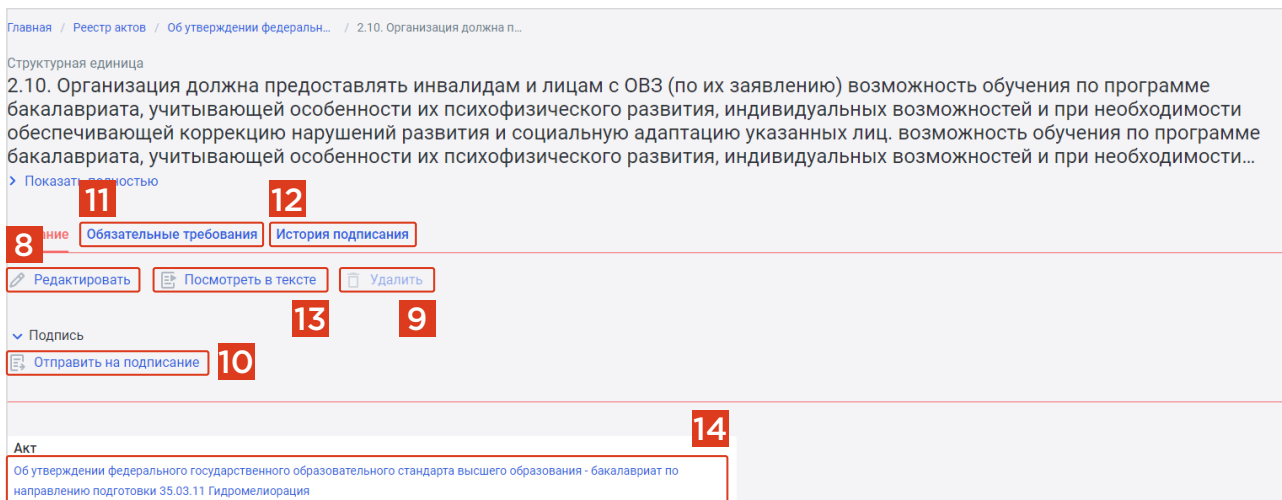 Главная / Реестр актов / Об утверждении федеральн... / 2.10. Организация должна п...
Структурная единица
2.10. Организация должна предоставлять инвалидам и лицам с ОВЗ (по их заявлению) возможность обучения по программе
бакалавриата, учитывающей особенности их психофизического развития, индивидуальных возможностей и при необходимости
обеспечивающей коррекцию нарушений развития и социальную адаптацию указанных лиц. возможность обучения по программе
бакалавриата, учитывающей особенности их психофизического развития, индивидуальных возможностей и при необходимости...
Показать полностью
11 12
8 ание Обязательные требования История подписания
Редактировать Посмотреть в тексте Удалить
13 9
Подпись
Отправить на подписание 10
14
Акт
Об утверждении федерального государственного образовательного стандарта высшего образования - бакалавриат по
направлению подготовки 35.03.11 Гидромелиорация